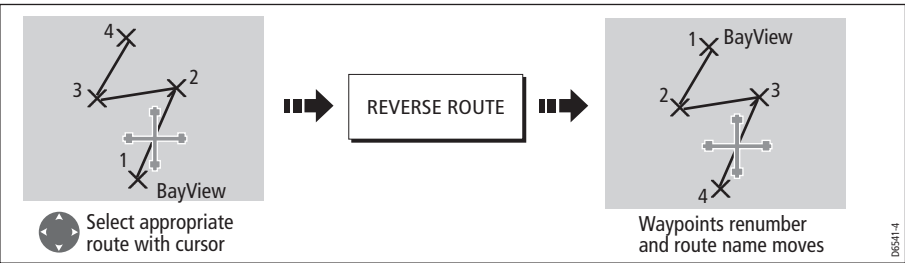 4
3
2
1
BayView
Select appropriate
route with cursor
REVERSE ROUTE
1
BayView
2
3
4
Waypoints renumber
and route name moves
D6541-4